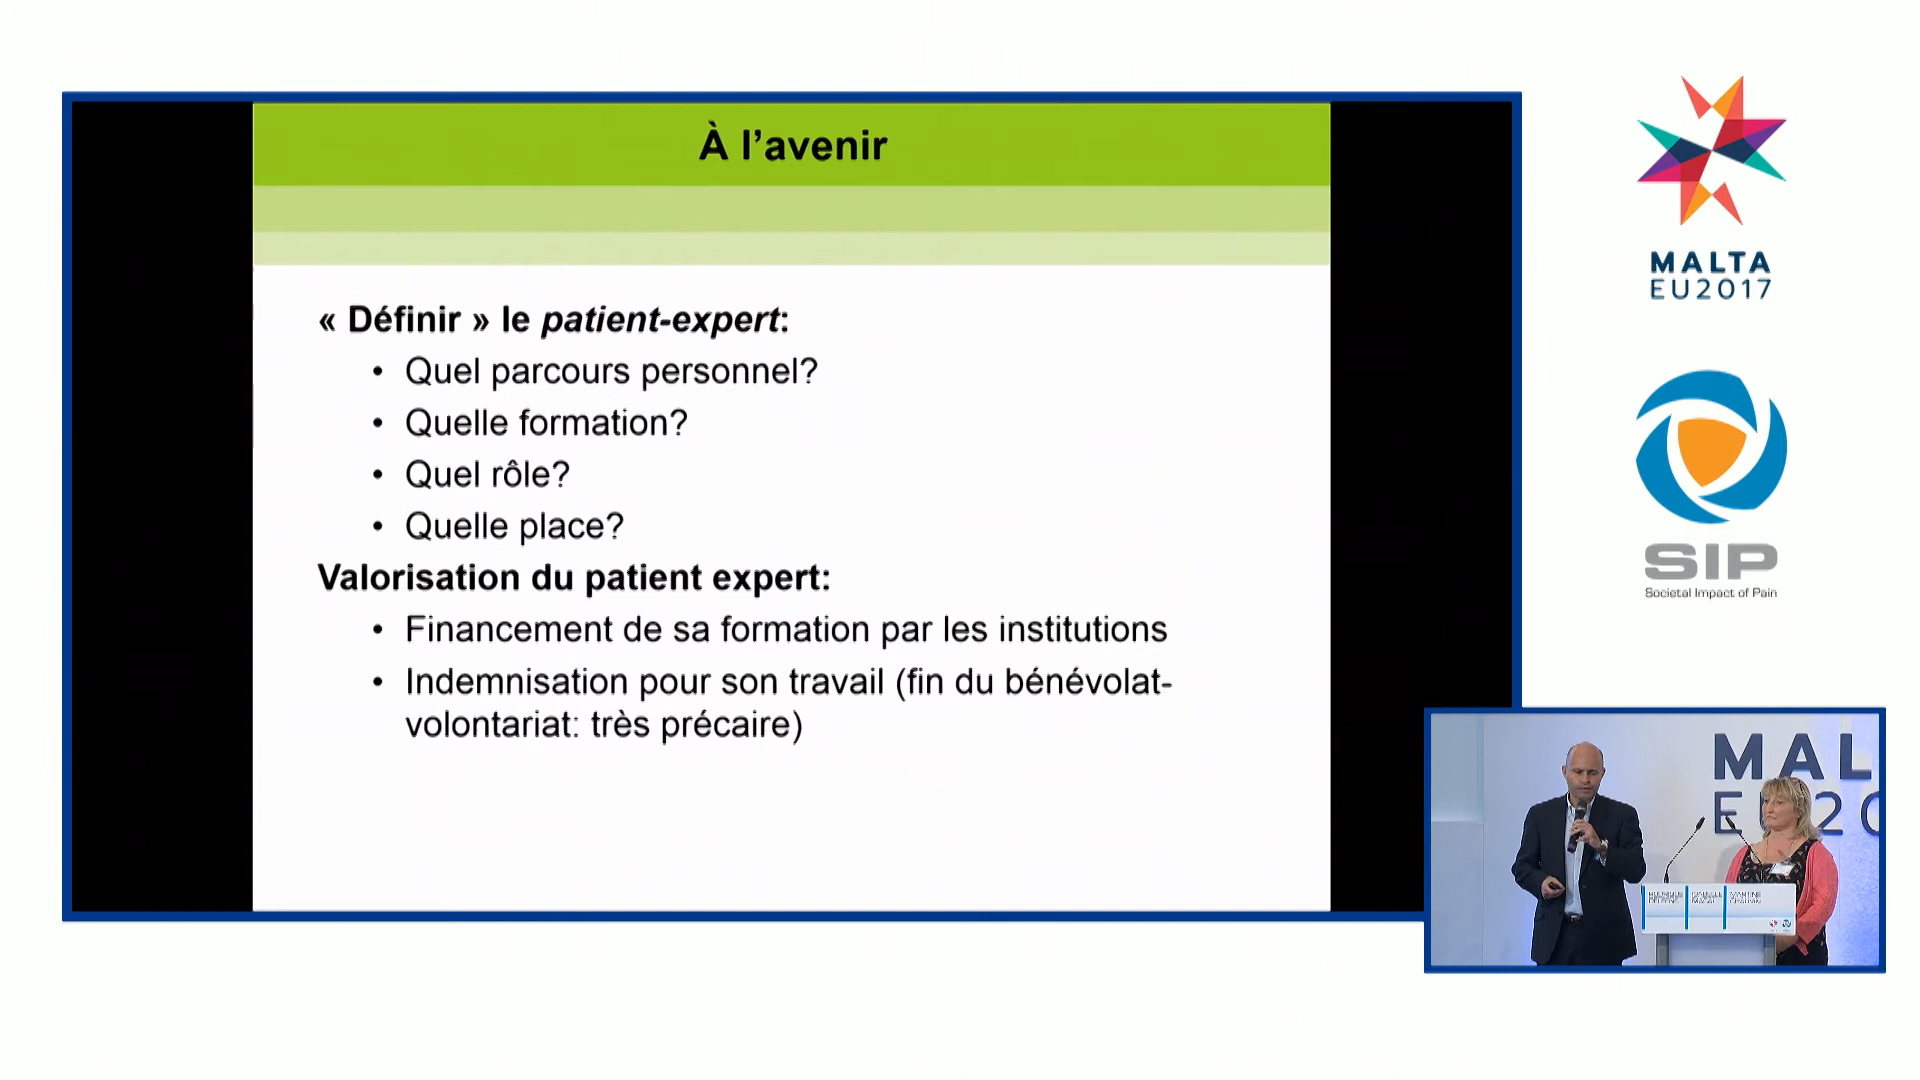 À l’avenir
« Définir » le patient-expert:
• Quel parcours personnel?
• Quelle formation?
• Quel rôle?
• Quelle place?
Valorisation du patient expert:
• Financement de sa formation par les institutions
• Indemnisation pour son travail (fin du bénévolat-
volontariat: très précaire)
MALTA
EU2017
SIP
Societal Impact of Pain
MAL
EU20